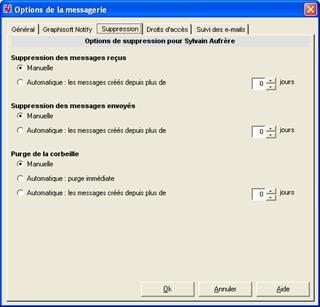 Options de la messagerie
Général Graphisoft Notify Suppression Droits d'accès Suivi des e-mails
Options de suppression pour Sylvain Aufrère
Suppression des messages reçus
Manuelle
Automatique : les messages créés depuis plus de 0 jours
Suppression des messages envoyés
Manuelle
Automatique : les messages créés depuis plus de 0 jours
Purge de la corbeille
Manuelle
Automatique : purge immédiate
Automatique : les messages créés depuis plus de 0 jours
Ok Annuler Aide